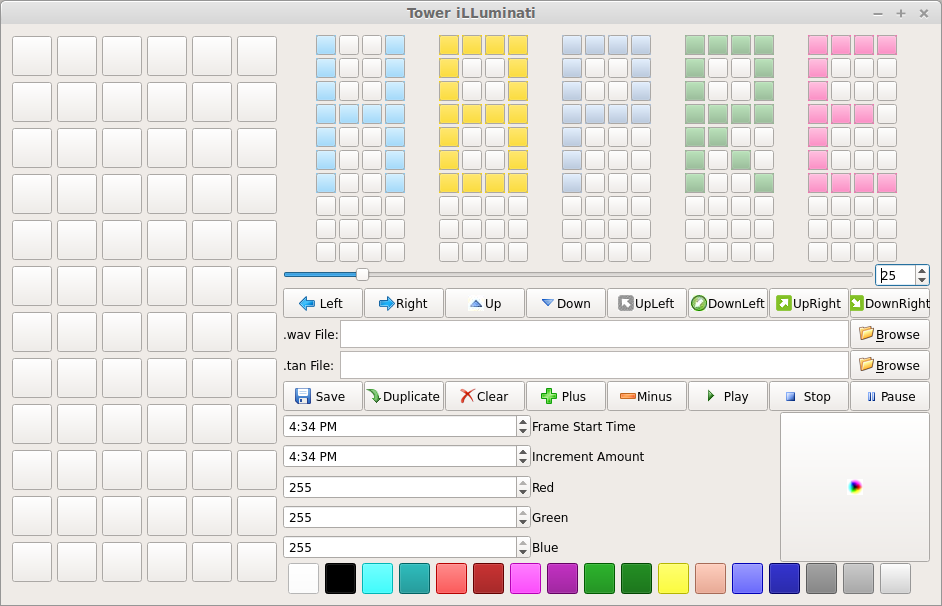 Tower iLLuminati
H P R E
25
Left Right Up Down UpLeft DownLeft UpRight DownRight
.wav File: Browse
.tan File: Browse
Save Duplicate Clear Plus Minus Play Stop Pause
4:34 PM Frame Start Time
4:34 PM Increment Amount
255 Red
255 Green
255 Blue